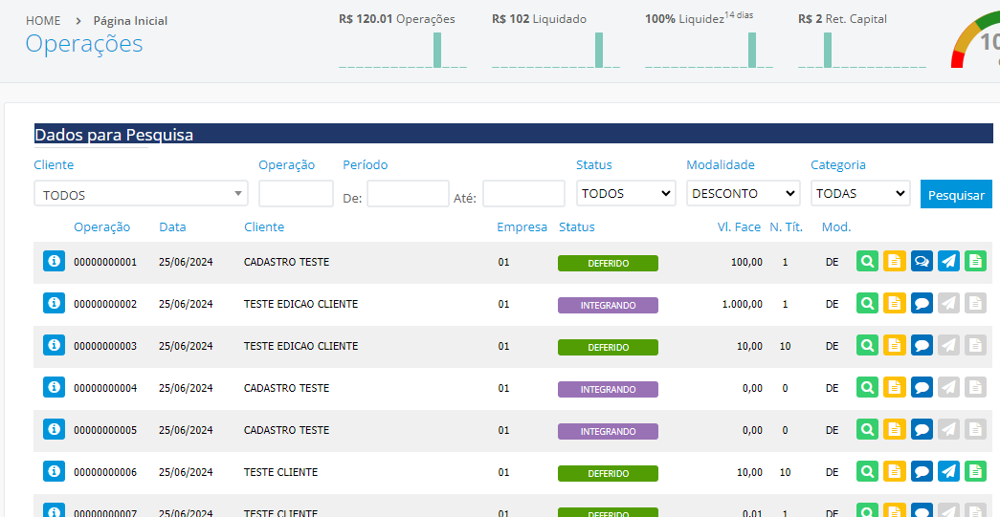 HOME > Página Inicial
Operações
R$ 120.01 Operações
R$ 102 Liquidado
100% Liquidez 14 dias
R$ 2 Ret. Capital
Dados para Pesquisa
Cliente Operação Período Status Modalidade Categoria
TODOS De: Até: TODOS DESCONTO TODAS Pesquisar
Operação Data Cliente Empresa Status Vl. Face N. Tít. Mod.
00000000001 25/06/2024 CADASTRO TESTE 01 DEFERIDO 100,00 1 DE
00000000002 25/06/2024 TESTE EDICAO CLIENTE 01 INTEGRANDO 1.000,00 1 DE
00000000003 25/06/2024 TESTE EDICAO CLIENTE 01 DEFERIDO 10,00 10 DE
00000000004 25/06/2024 CADASTRO TESTE 01 INTEGRANDO 0,00 0 DE
00000000005 25/06/2024 CADASTRO TESTE 01 INTEGRANDO 0,00 0 DE
00000000006 25/06/2024 TESTE CLIENTE 01 DEFERIDO 10,00 10 DE
00000000007 25/06/2024 TESTE CLIENTE 01 DEFERIDO 0,01 1 DE